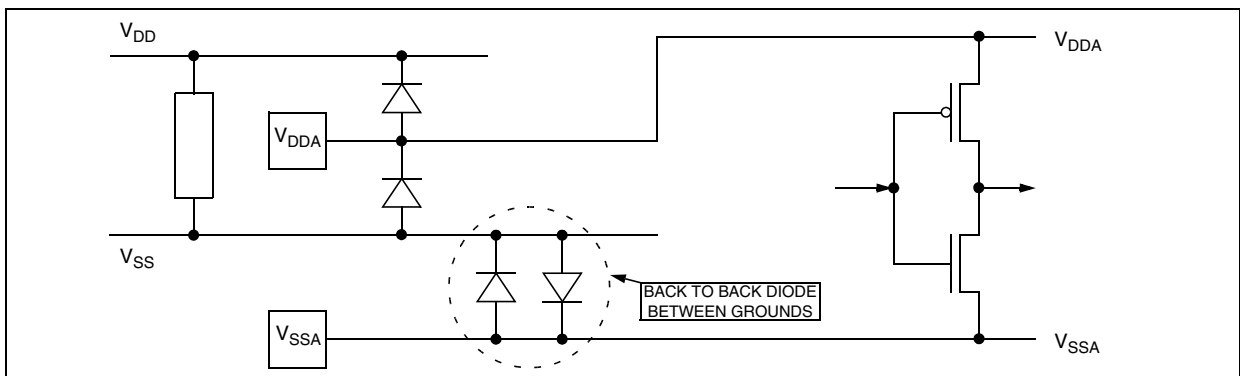 VDD
VDDA
VDDA
VSS
BACK TO BACK DIODE
BETWEEN GROUNDS
VSSA
VSSA